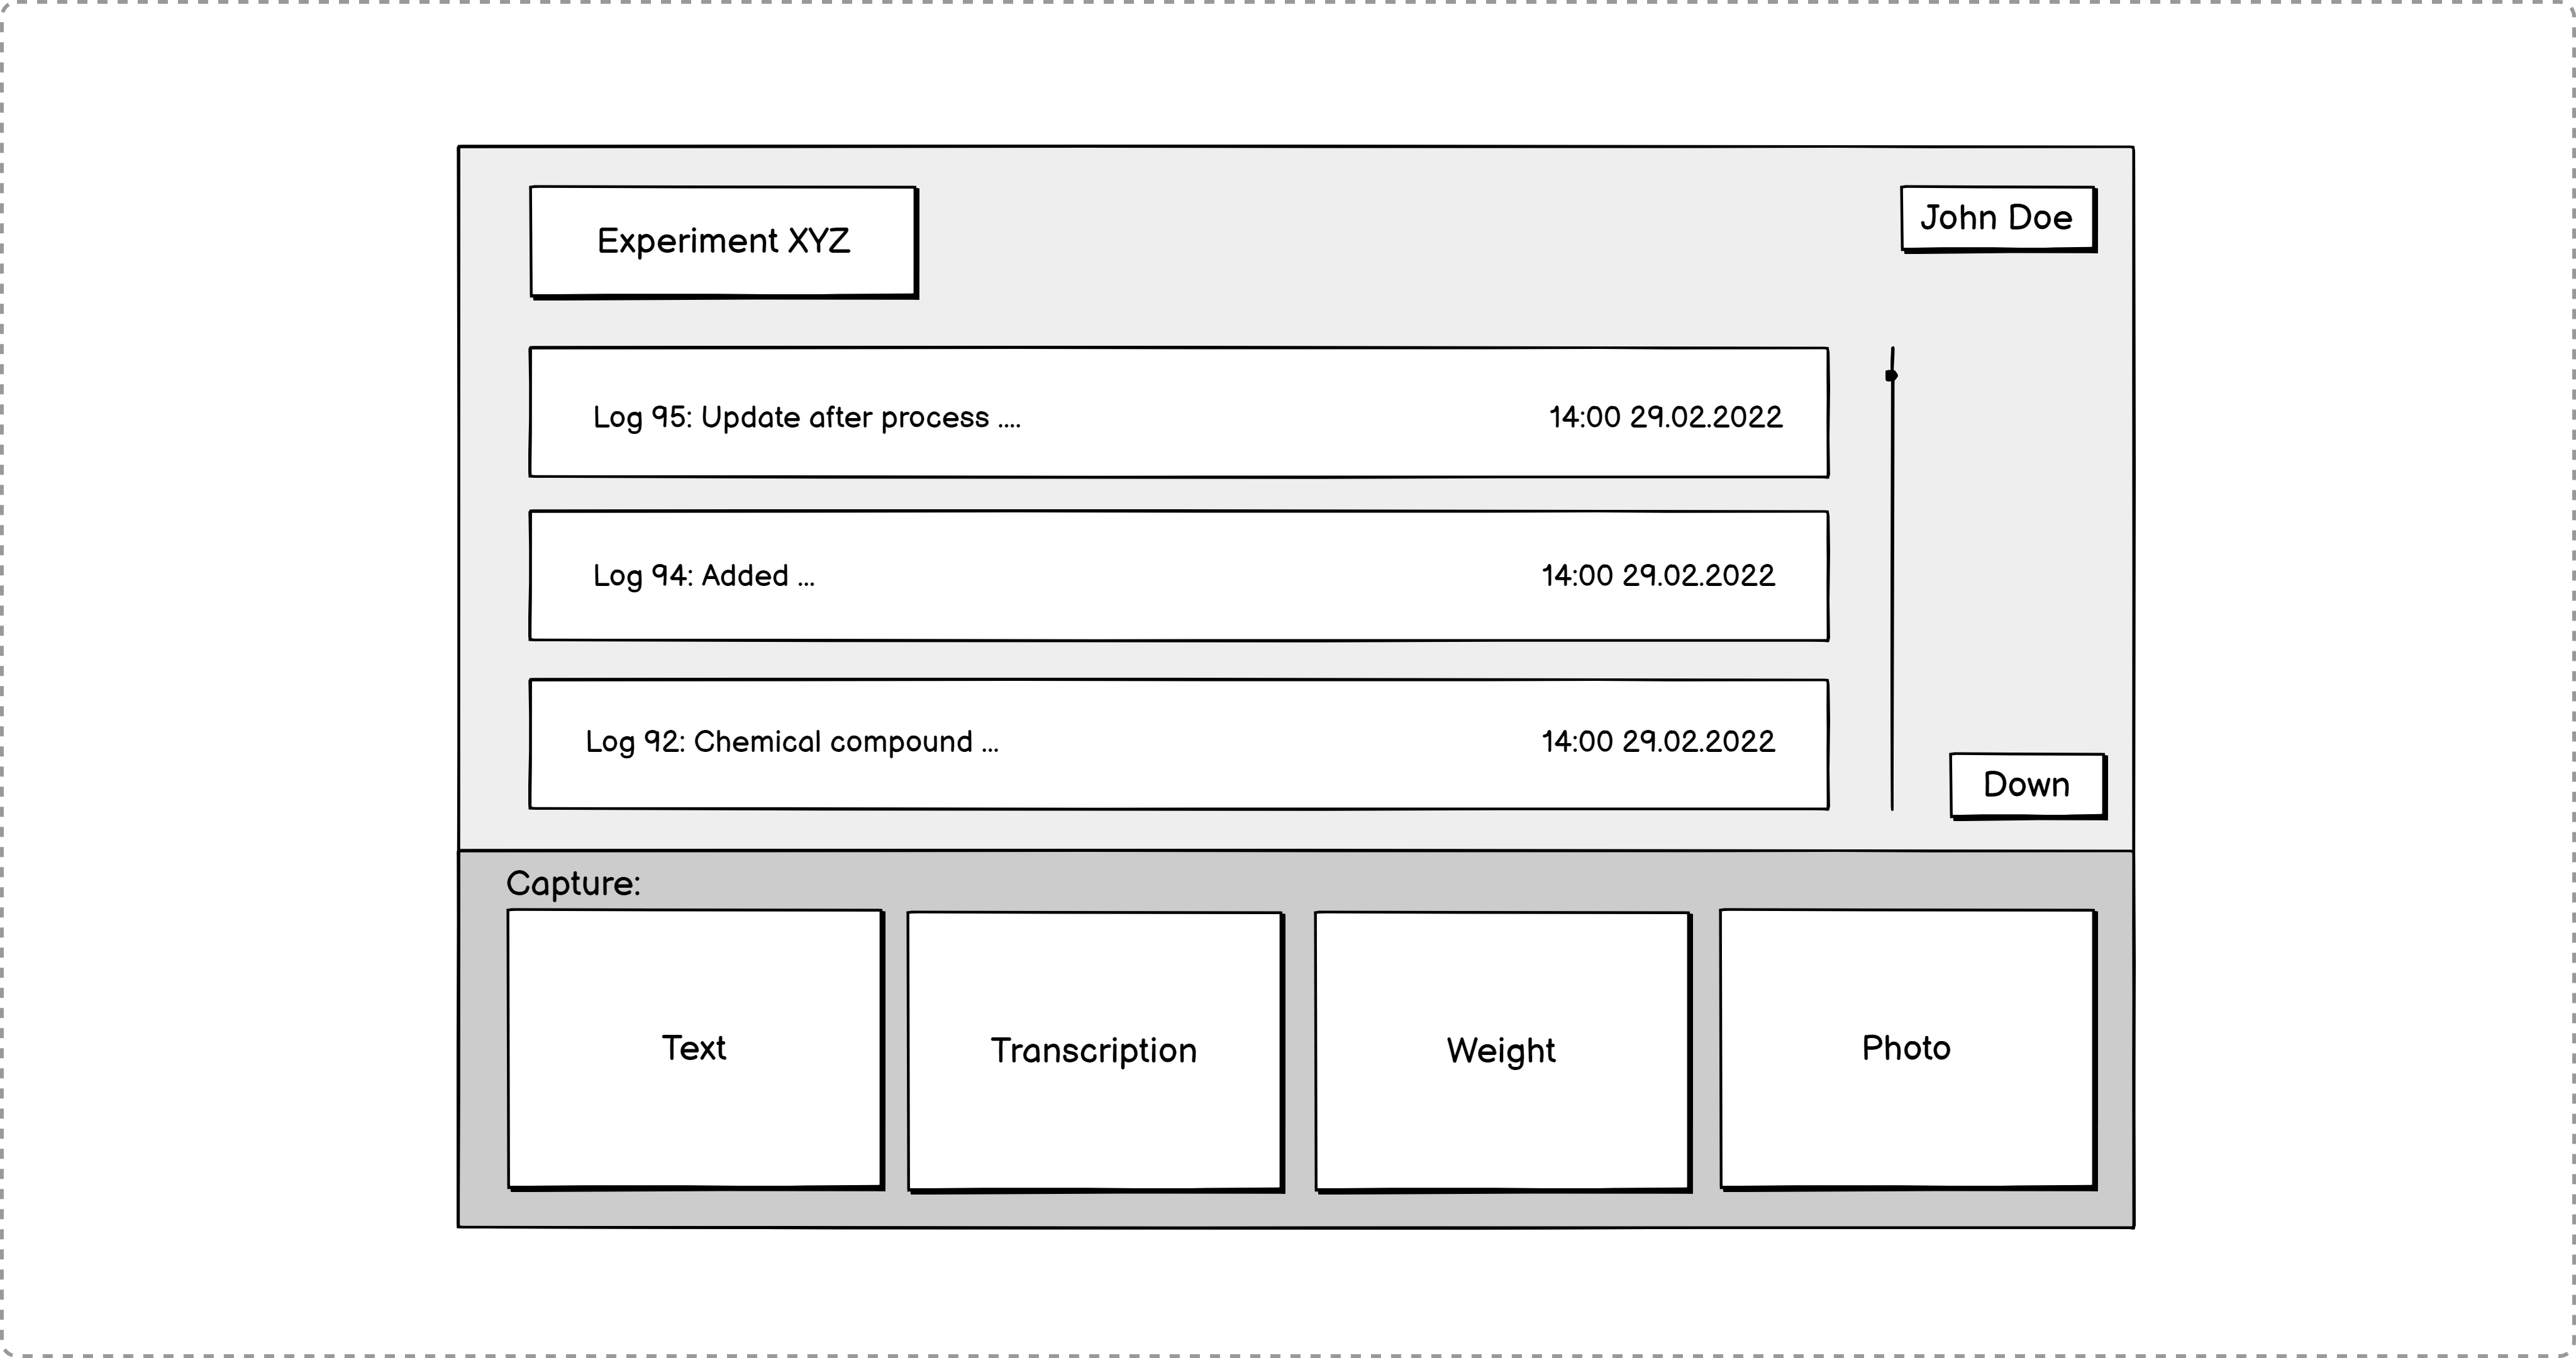 Experiment XYZ
John Doe
Log 95: Update after process ....
14:00 29.02.2022
Log 94: Added ...
14:00 29.02.2022
Log 92: Chemical compound ...
14:00 29.02.2022
Down
Capture:
Text
Transcription
Weight
Photo